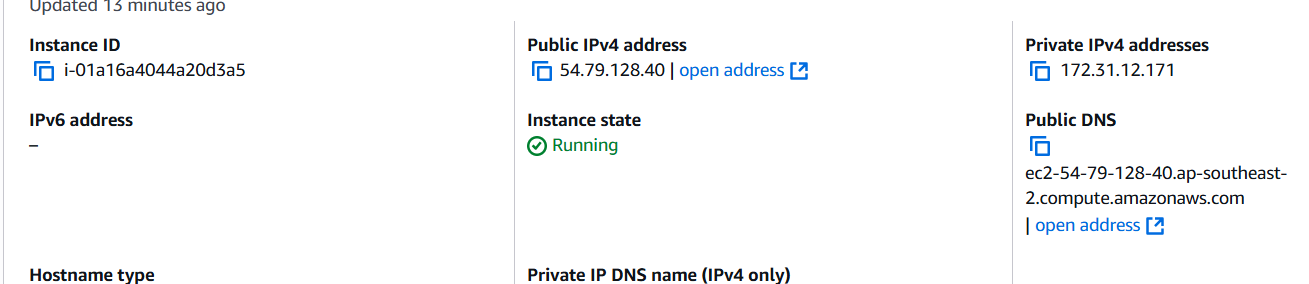 Updated 13 minutes ago
Instance ID
i-01a16a4044a20d3a5
Public IPv4 address
54.79.128.40 | open address
Private IPv4 addresses
172.31.12.171
IPv6 address
–
Instance state
Running
Public DNS
ec2-54-79-128-40.ap-southeast-
2.compute.amazonaws.com
| open address
Hostname type
Private IP DNS name (IPv4 only)